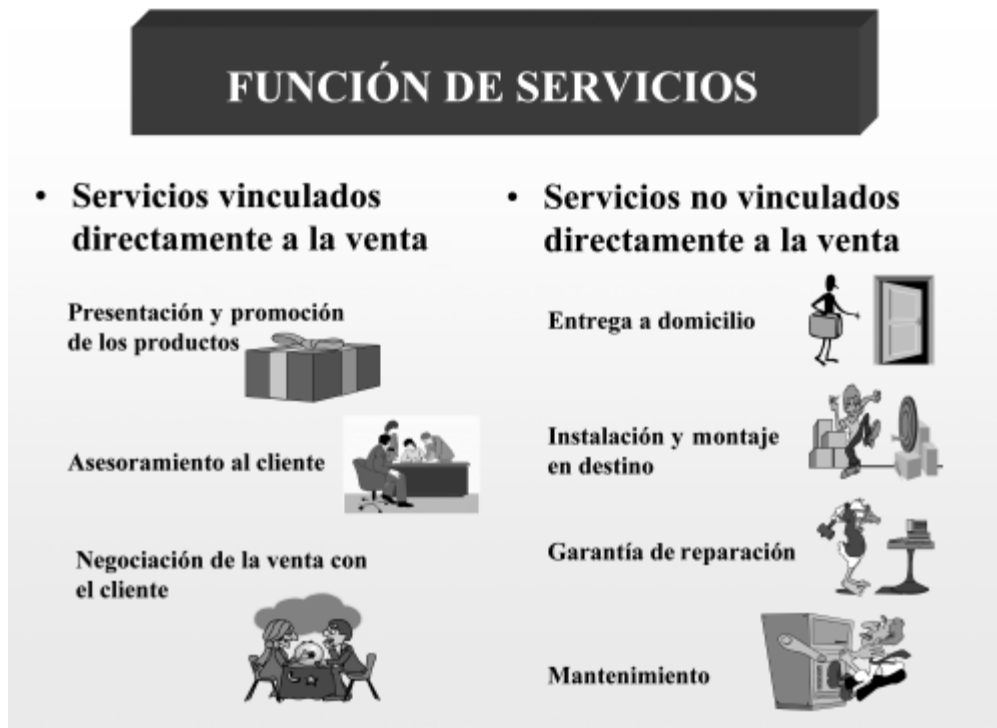 FUNCIÓN DE SERVICIOS
• Servicios vinculados
directamente a la venta
Presentación y promoción
de los productos
Asesoramiento al cliente
Negociación de la venta con
el cliente
• Servicios no vinculados
directamente a la venta
Entrega a domicilio
Instalación y montaje
en destino
Garantía de reparación
Mantenimiento